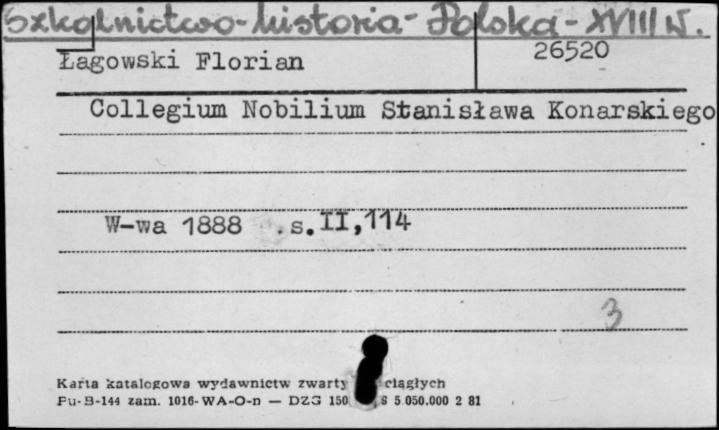 Szkolnictwo-historia-Polska-XVIII w.
Łagowski Florian 26520
Collegium Nobilium Stanisława Konarskiego
W-wa 1888 .s.II,114
3
Karta katalogowa wydawnictw ciągłych
Pu-B-144 zam. 1016-WA-O-n — DZG 150 5.050.000 2 81